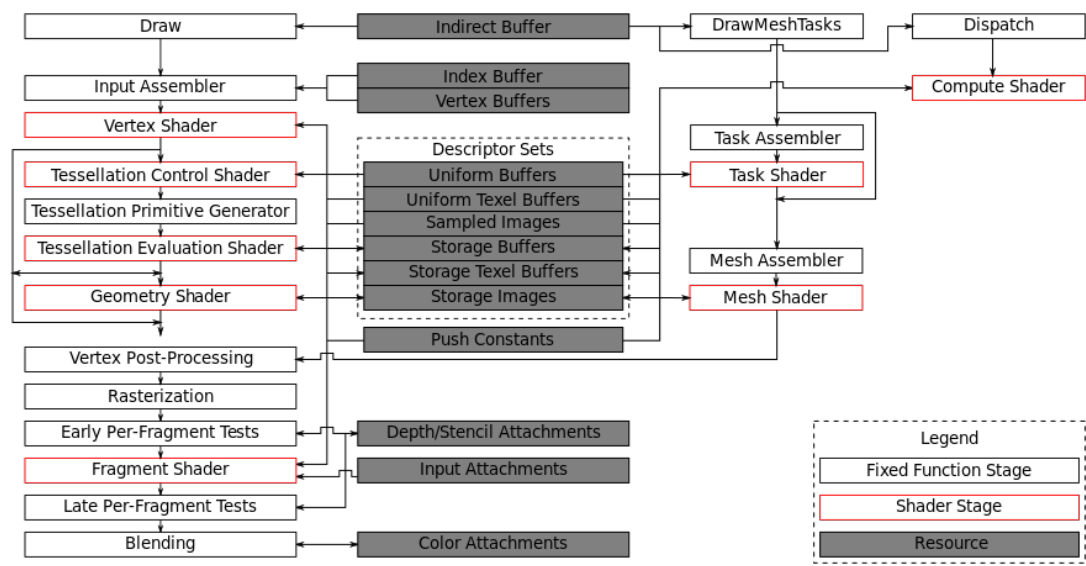 Draw
Indirect Buffer
DrawMeshTasks
Dispatch
Input Assembler
Index Buffer
Vertex Buffers
Compute Shader
Vertex Shader
Descriptor Sets
Task Assembler
Tessellation Control Shader
Uniform Buffers
Task Shader
Tessellation Primitive Generator
Uniform Texel Buffers
Sampled Images
Tessellation Evaluation Shader
Storage Buffers
Mesh Assembler
Storage Texel Buffers
Geometry Shader
Storage Images
Mesh Shader
Push Constants
Vertex Post-Processing
Rasterization
Early Per-Fragment Tests
Depth/Stencil Attachments
Fragment Shader
Input Attachments
Late Per-Fragment Tests
Blending
Color Attachments
Legend
Fixed Function Stage
Shader Stage
Resource